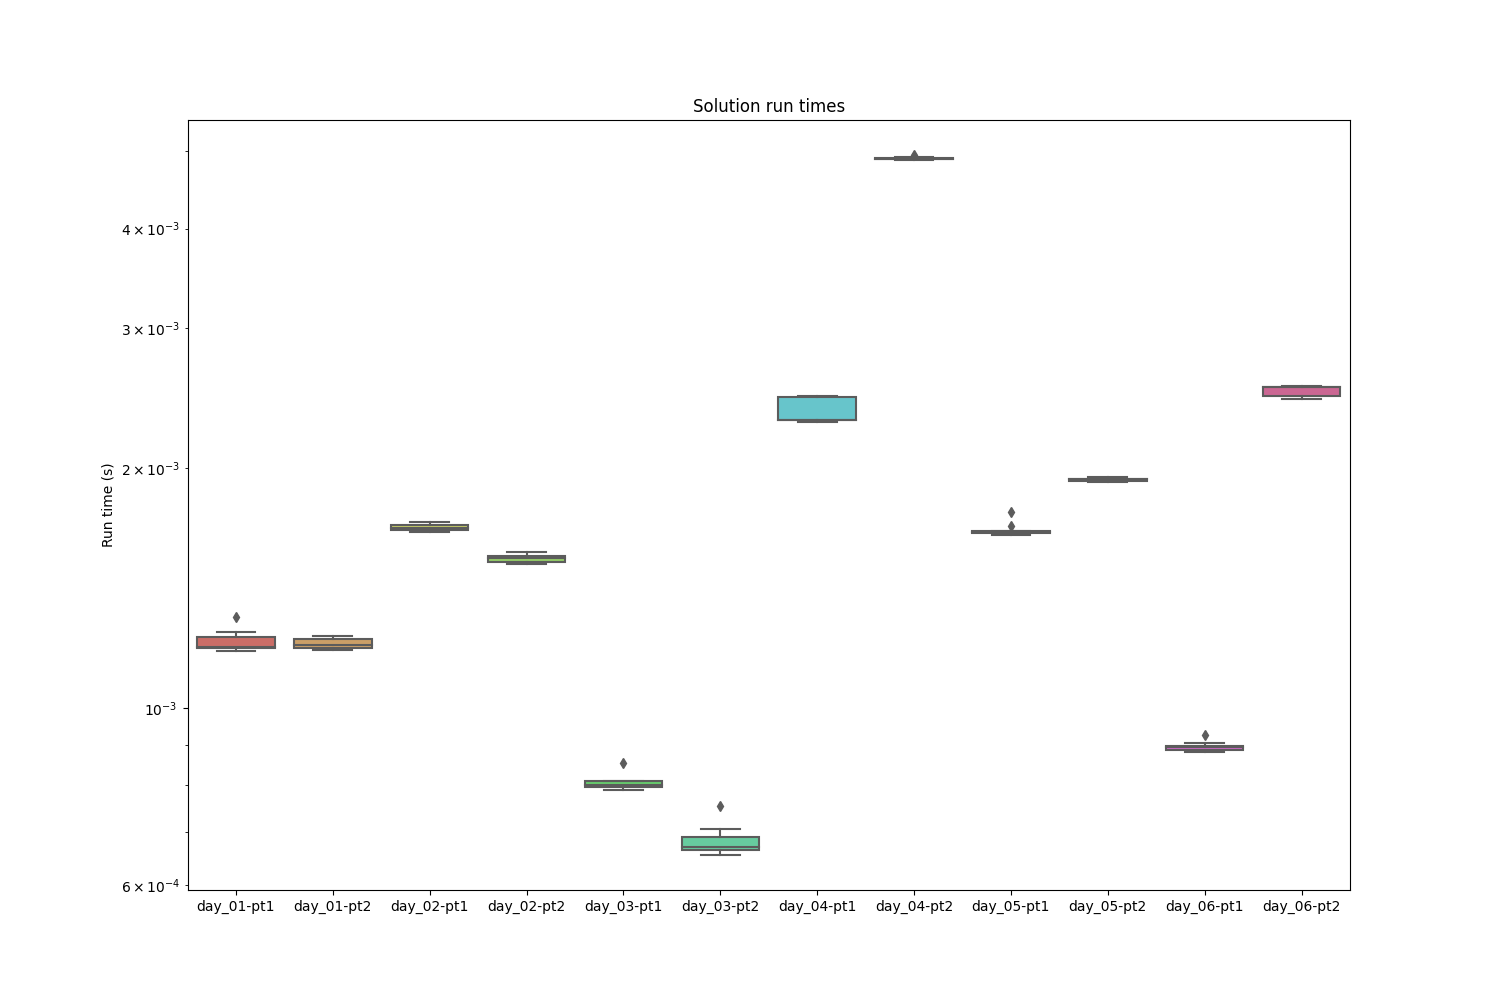 Solution run times
Run time (s)
4 × 10⁻³
3 × 10⁻³
2 × 10⁻³
10⁻³
6 × 10⁻⁴
day_01-pt1 day_01-pt2 day_02-pt1 day_02-pt2 day_03-pt1 day_03-pt2 day_04-pt1 day_04-pt2 day_05-pt1 day_05-pt2 day_06-pt1 day_06-pt2